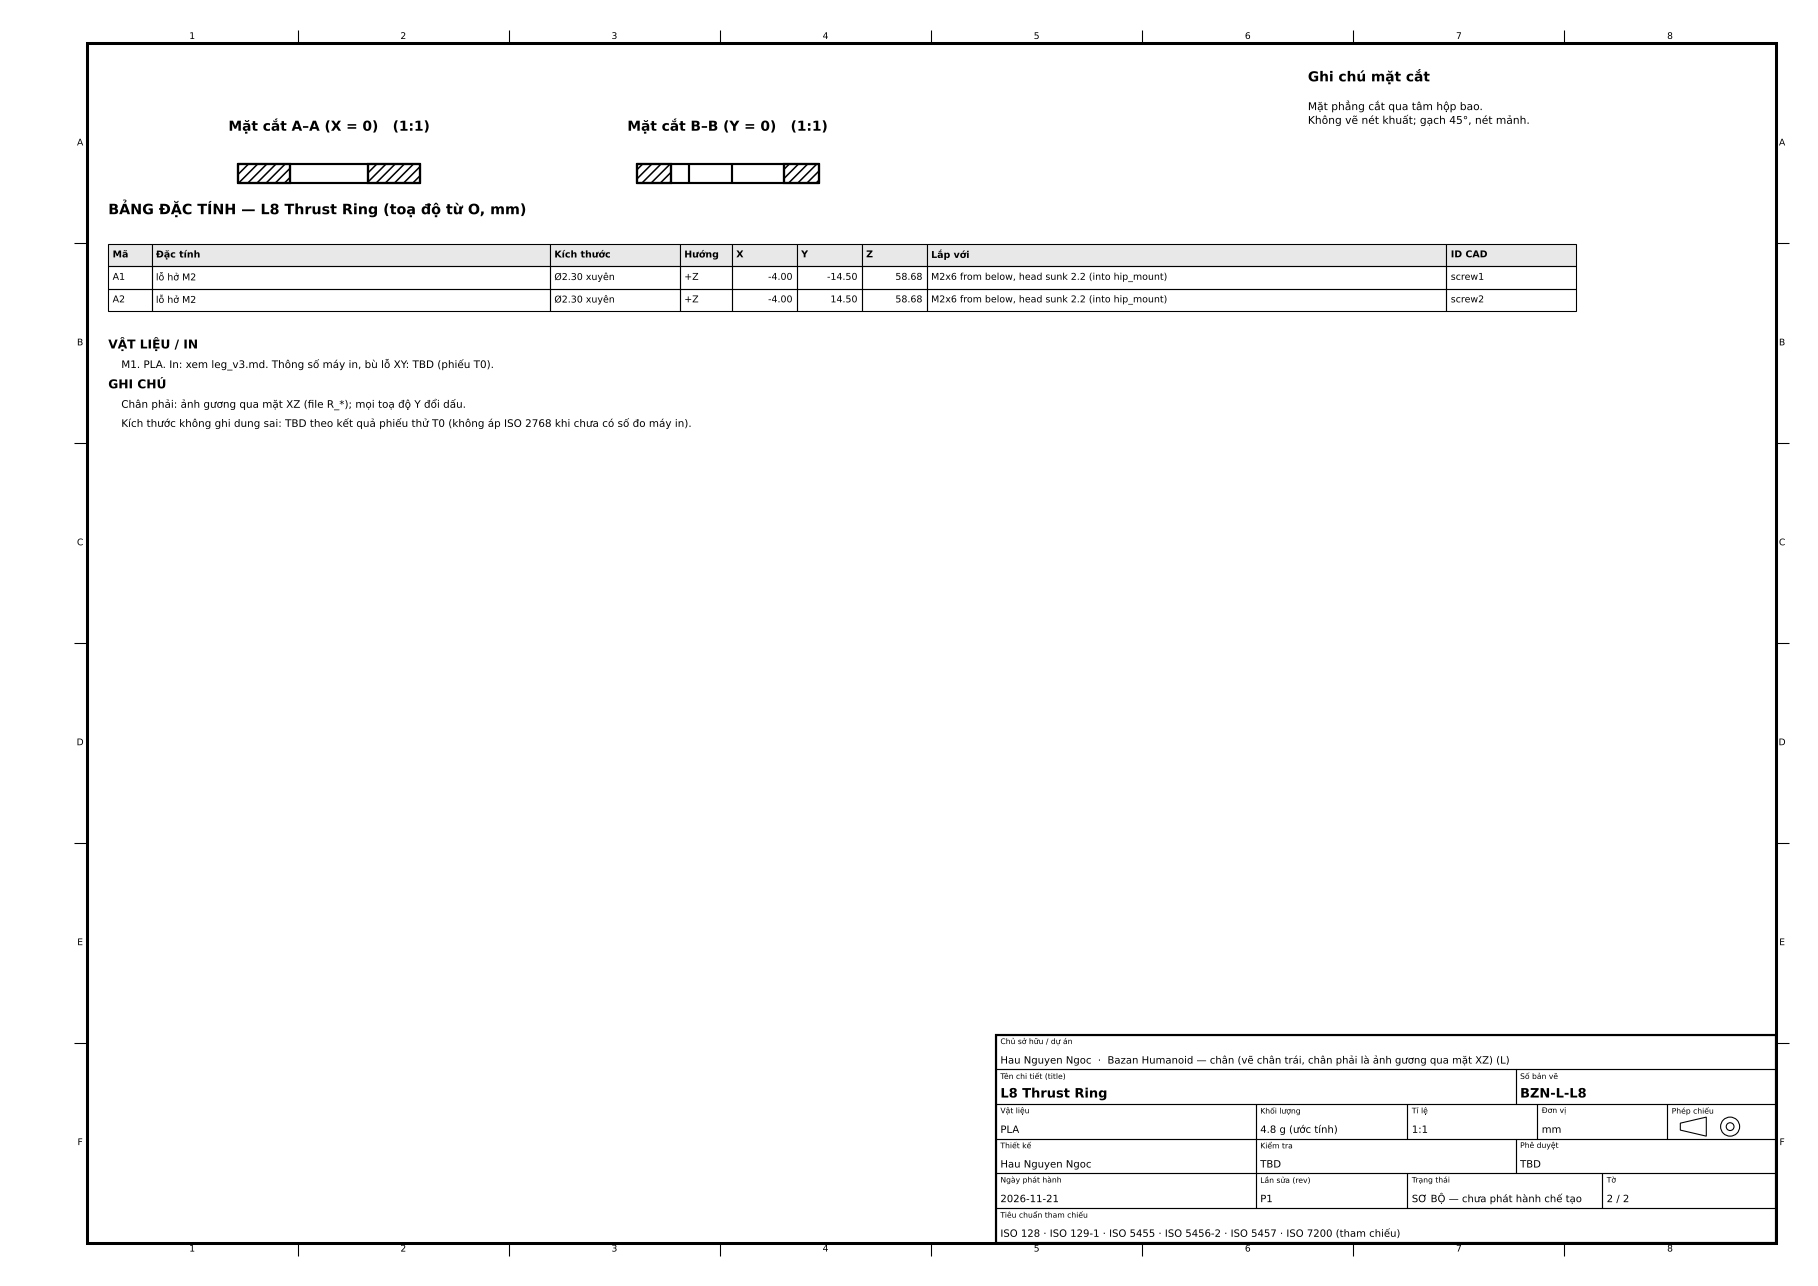 1 2 3 4 5 6 7 8
Ghi chú mặt cắt
Mặt phẳng cắt qua tâm hộp bao.
Không vẽ nét khuất; gạch 45°, nét mảnh.
Mặt cắt A–A (X = 0) (1:1)
Mặt cắt B–B (Y = 0) (1:1)
A A
BẢNG ĐẶC TÍNH — L8 Thrust Ring (toạ độ từ O, mm)
Mã Đặc tính Kích thước Hướng X Y Z Lắp với ID CAD
A1 lỗ hở M2 Ø2.30 xuyên +Z -4.00 -14.50 58.68 M2x6 from below, head sunk 2.2 (into hip_mount) screw1
A2 lỗ hở M2 Ø2.30 xuyên +Z -4.00 14.50 58.68 M2x6 from below, head sunk 2.2 (into hip_mount) screw2
B B
VẬT LIỆU / IN
M1. PLA. In: xem leg_v3.md. Thông số máy in, bù lỗ XY: TBD (phiếu T0).
GHI CHÚ
Chân phải: ảnh gương qua mặt XZ (file R_*); mọi toạ độ Y đổi dấu.
Kích thước không ghi dung sai: TBD theo kết quả phiếu thử T0 (không áp ISO 2768 khi chưa có số đo máy in).
C C
D D
E E
Chủ sở hữu / dự án
Hau Nguyen Ngoc · Bazan Humanoid — chân (vẽ chân trái, chân phải là ảnh gương qua mặt XZ) (L)
Tên chi tiết (title) Số bản vẽ
L8 Thrust Ring BZN-L-L8
Vật liệu Khối lượng Tỉ lệ Đơn vị Phép chiếu
PLA 4.8 g (ước tính) 1:1 mm
F F
Thiết kế Kiểm tra Phê duyệt
Hau Nguyen Ngoc TBD TBD
Ngày phát hành Lần sửa (rev) Trạng thái Tờ
2026-11-21 P1 SƠ BỘ — chưa phát hành chế tạo 2 / 2
Tiêu chuẩn tham chiếu
ISO 128 · ISO 129-1 · ISO 5455 · ISO 5456-2 · ISO 5457 · ISO 7200 (tham chiếu)
1 2 3 4 5 6 7 8